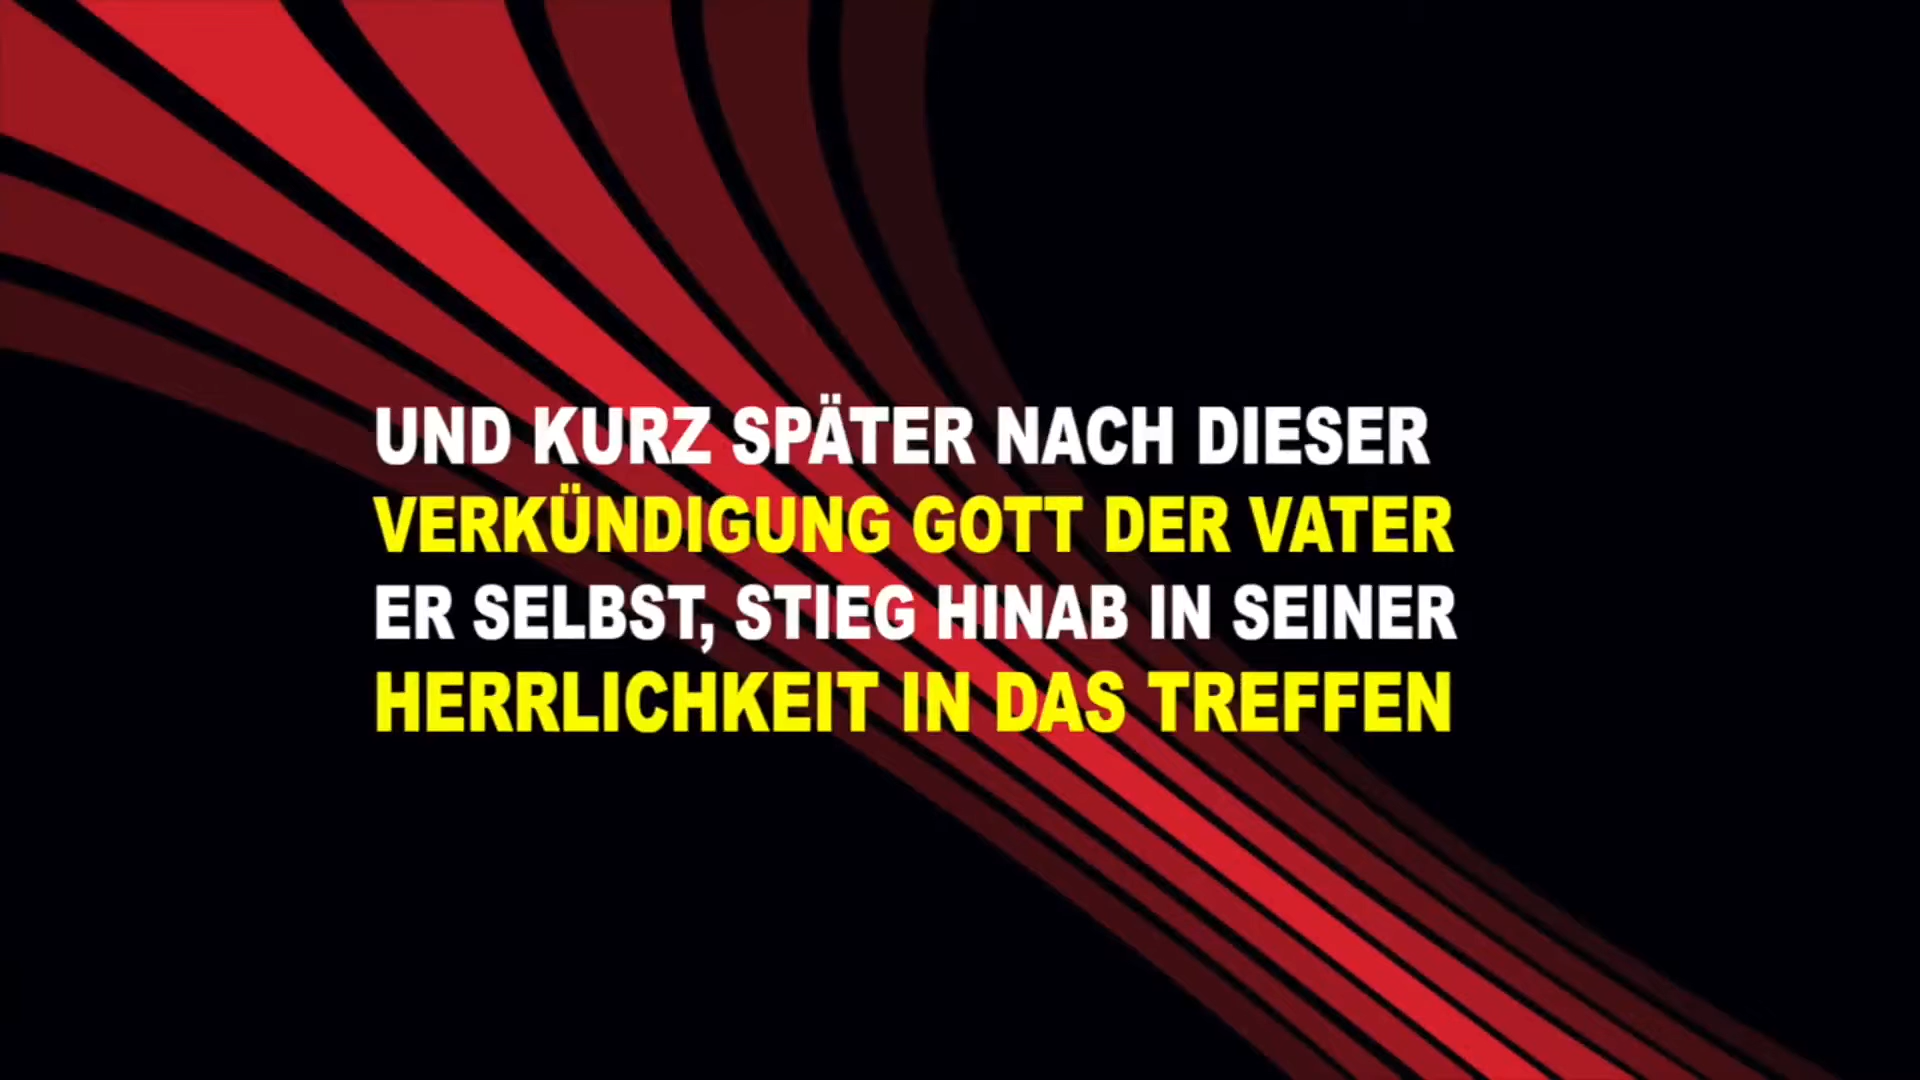 UND KURZ SPÄTER NACH DIESER
VERKÜNDIGUNG GOTT DER VATER
ER SELBST, STIEG HINAB IN SEINER
HERRLICHKEIT IN DAS TREFFEN